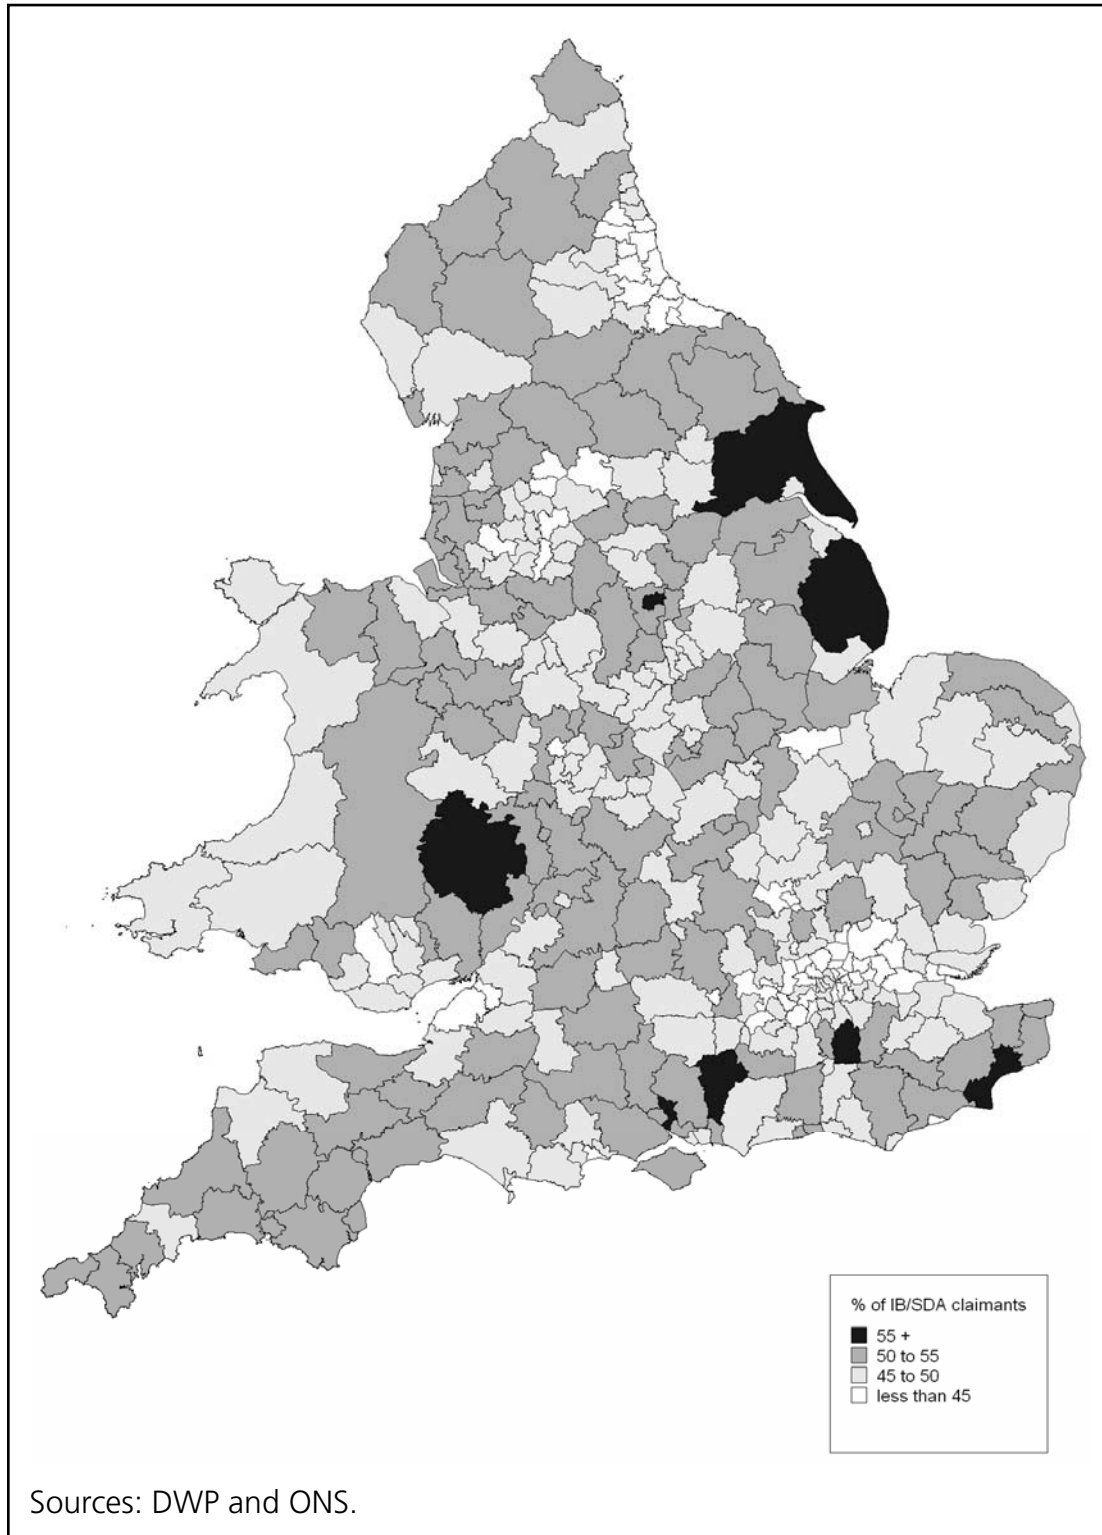 % of IB/SDA claimants
55 +
50 to 55
45 to 50
less than 45
Sources: DWP and ONS.